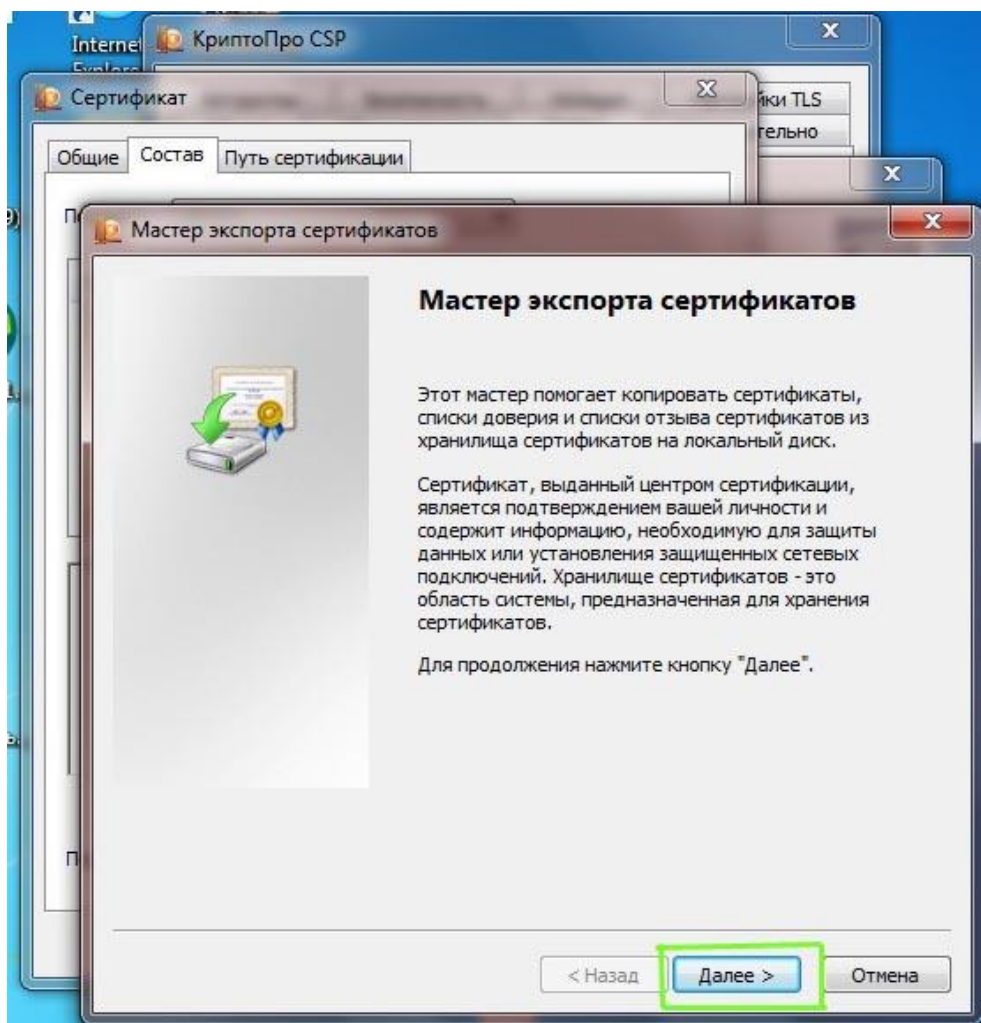 Interne
КриптоПро CSP
Сертификат
йки TLS
тельно
Общие Состав Путь сертификации
Мастер экспорта сертификатов
Мастер экспорта сертификатов
Этот мастер помогает копировать сертификаты,
списки доверия и списки отзыва сертификатов из
хранилища сертификатов на локальный диск.
Сертификат, выданный центром сертификации,
является подтверждением вашей личности и
содержит информацию, необходимую для защиты
данных или установления защищенных сетевых
подключений. Хранилище сертификатов - это
область системы, предназначенная для хранения
сертификатов.
Для продолжения нажмите кнопку "Далее".
< Назад Далее > Отмена